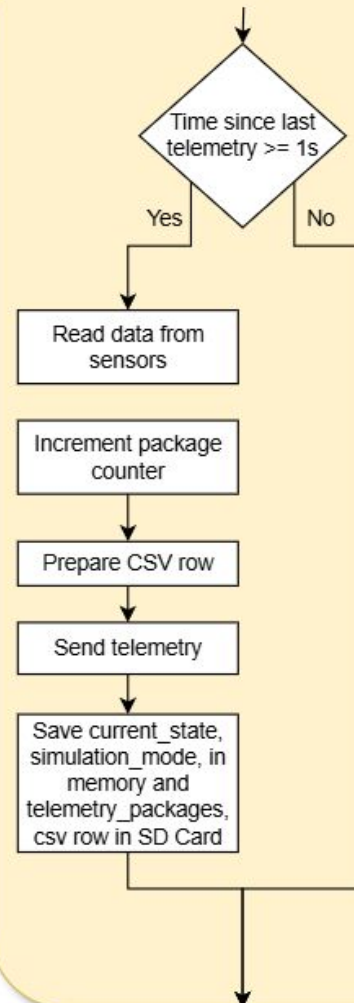 Time since last
telemetry >= 1s
Yes
No
Read data from
sensors
Increment package
counter
Prepare CSV row
Send telemetry
Save current_state,
simulation_mode, in
memory and
telemetry_packages,
csv row in SD Card